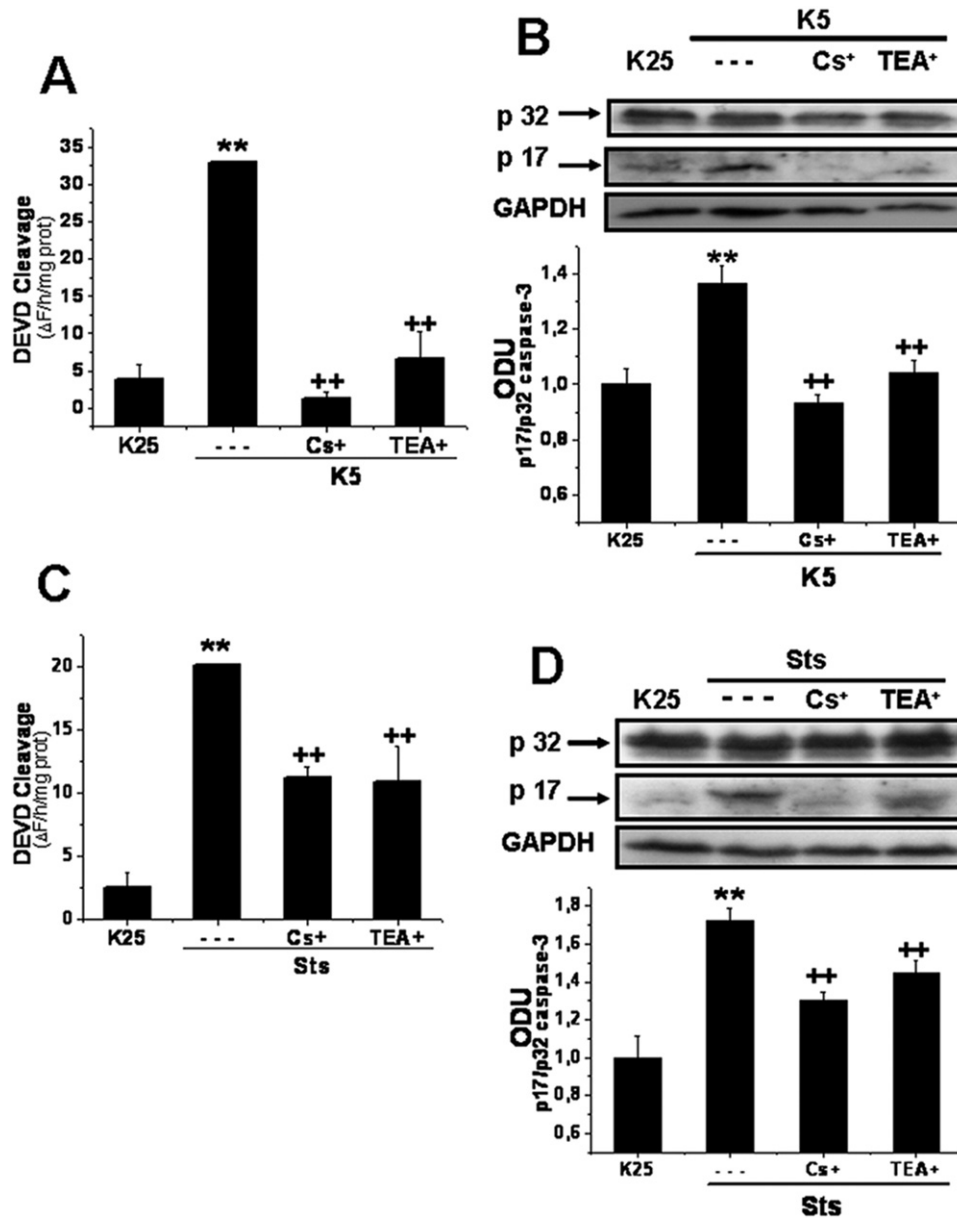 A
DEVD Cleavage
(ΔF/h/mg prot)
35
30
25
20
15
10
5
0
**
++
++
K25
- - -
Cs+
TEA+
K5
B
K5
K25
- - -
Cs⁺
TEA⁺
p 32
p 17
GAPDH
ODU
p17/p32 caspase-3
1,4
1,2
1,0
0,8
0,6
**
++
++
K25
- - -
Cs+
TEA+
K5
C
DEVD Cleavage
(ΔF/h/mg prot)
20
15
10
5
0
**
++
++
K25
- - -
Cs+
TEA+
Sts
D
Sts
K25
- - -
Cs⁺
TEA⁺
p 32
p 17
GAPDH
ODU
p17/p32 caspase-3
1,8
1,6
1,4
1,2
1,0
0,8
0,6
**
++
++
K25
- - -
Cs+
TEA+
Sts